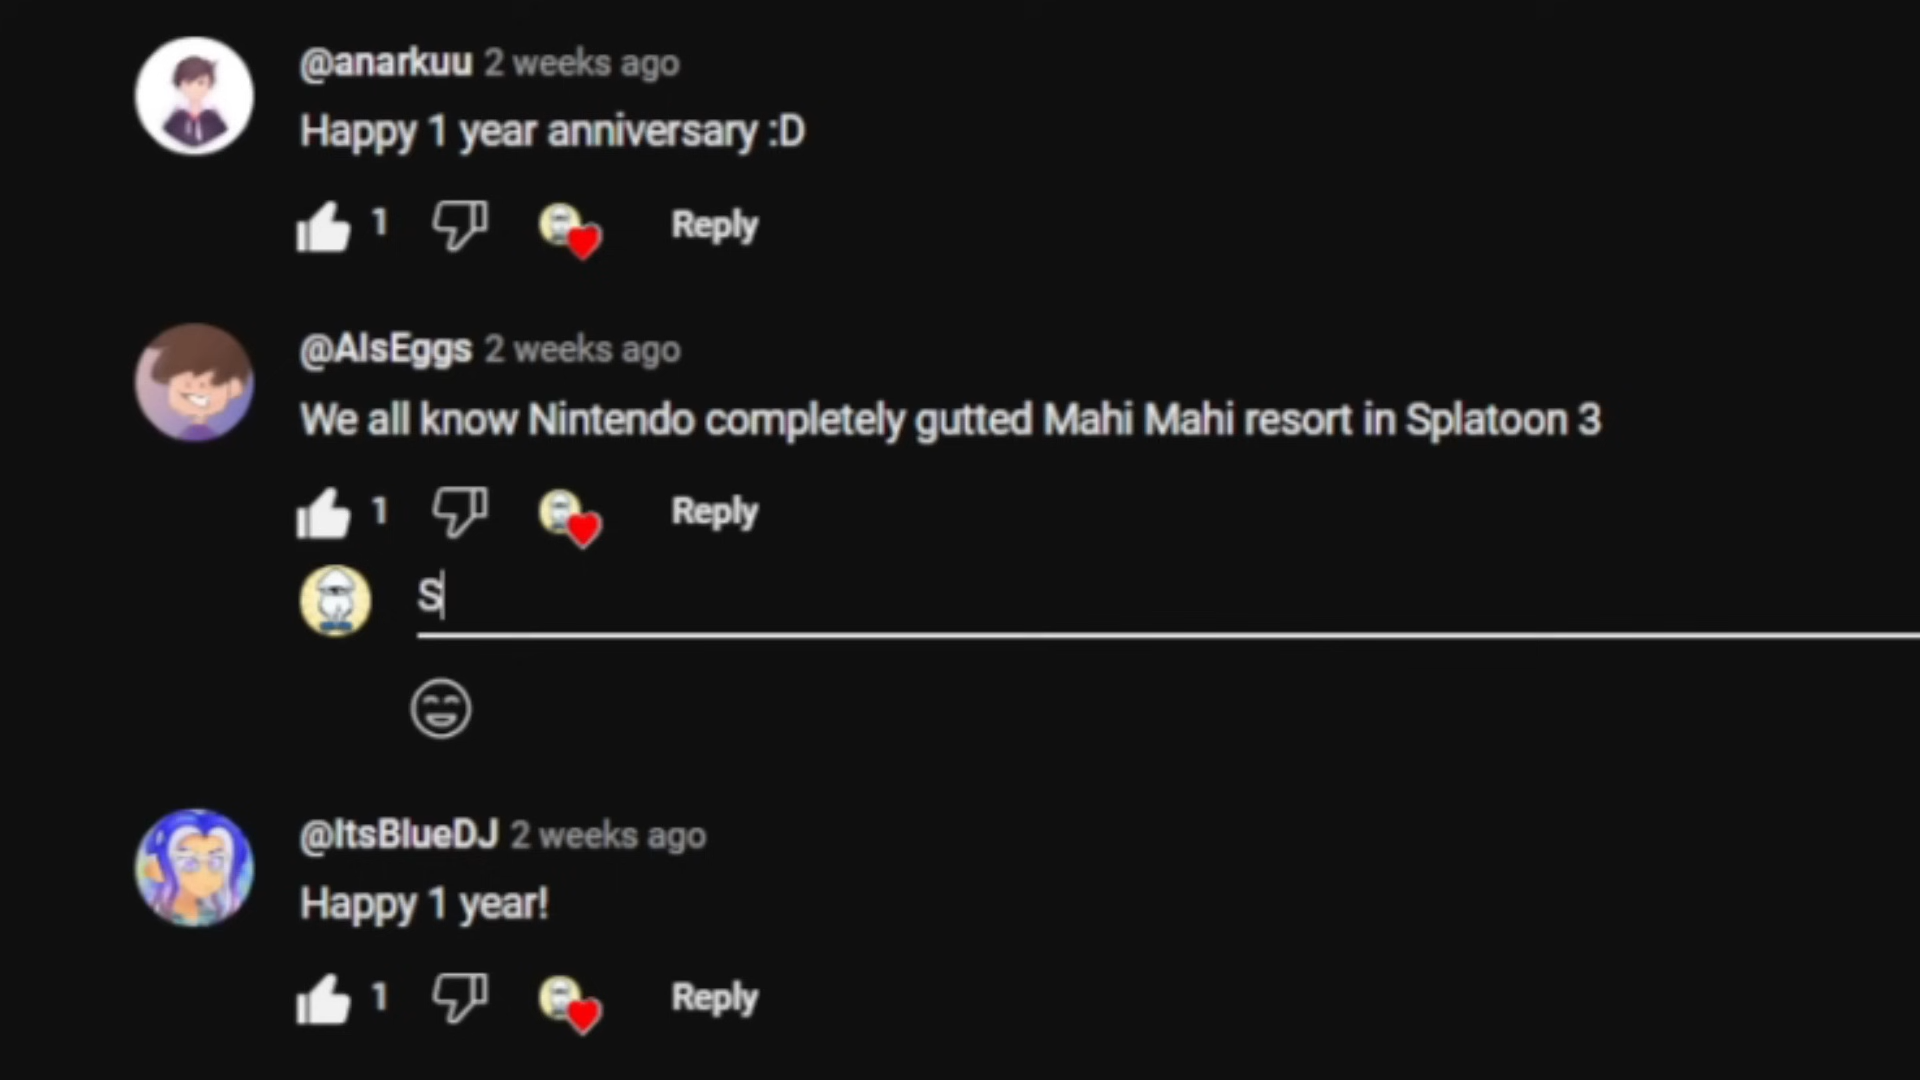 @anarkuu 2 weeks ago
Happy 1 year anniversary :D
1 Reply
@AlsEggs 2 weeks ago
We all know Nintendo completely gutted Mahi Mahi resort in Splatoon 3
1 Reply
S
@ItsBlueDJ 2 weeks ago
Happy 1 year!
1 Reply